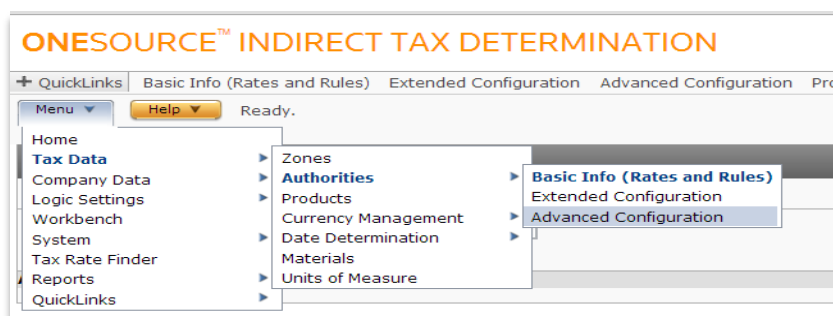 ONESOURCE™ INDIRECT TAX DETERMINATION
+ QuickLinks Basic Info (Rates and Rules) Extended Configuration Advanced Configuration
Menu ▼ Help ▼ Ready.
Home
Tax Data
Company Data
Logic Settings
Workbench
System
Tax Rate Finder
Reports
QuickLinks
Zones
Authorities
Products
Currency Management
Date Determination
Materials
Units of Measure
Basic Info (Rates and Rules)
Extended Configuration
Advanced Configuration